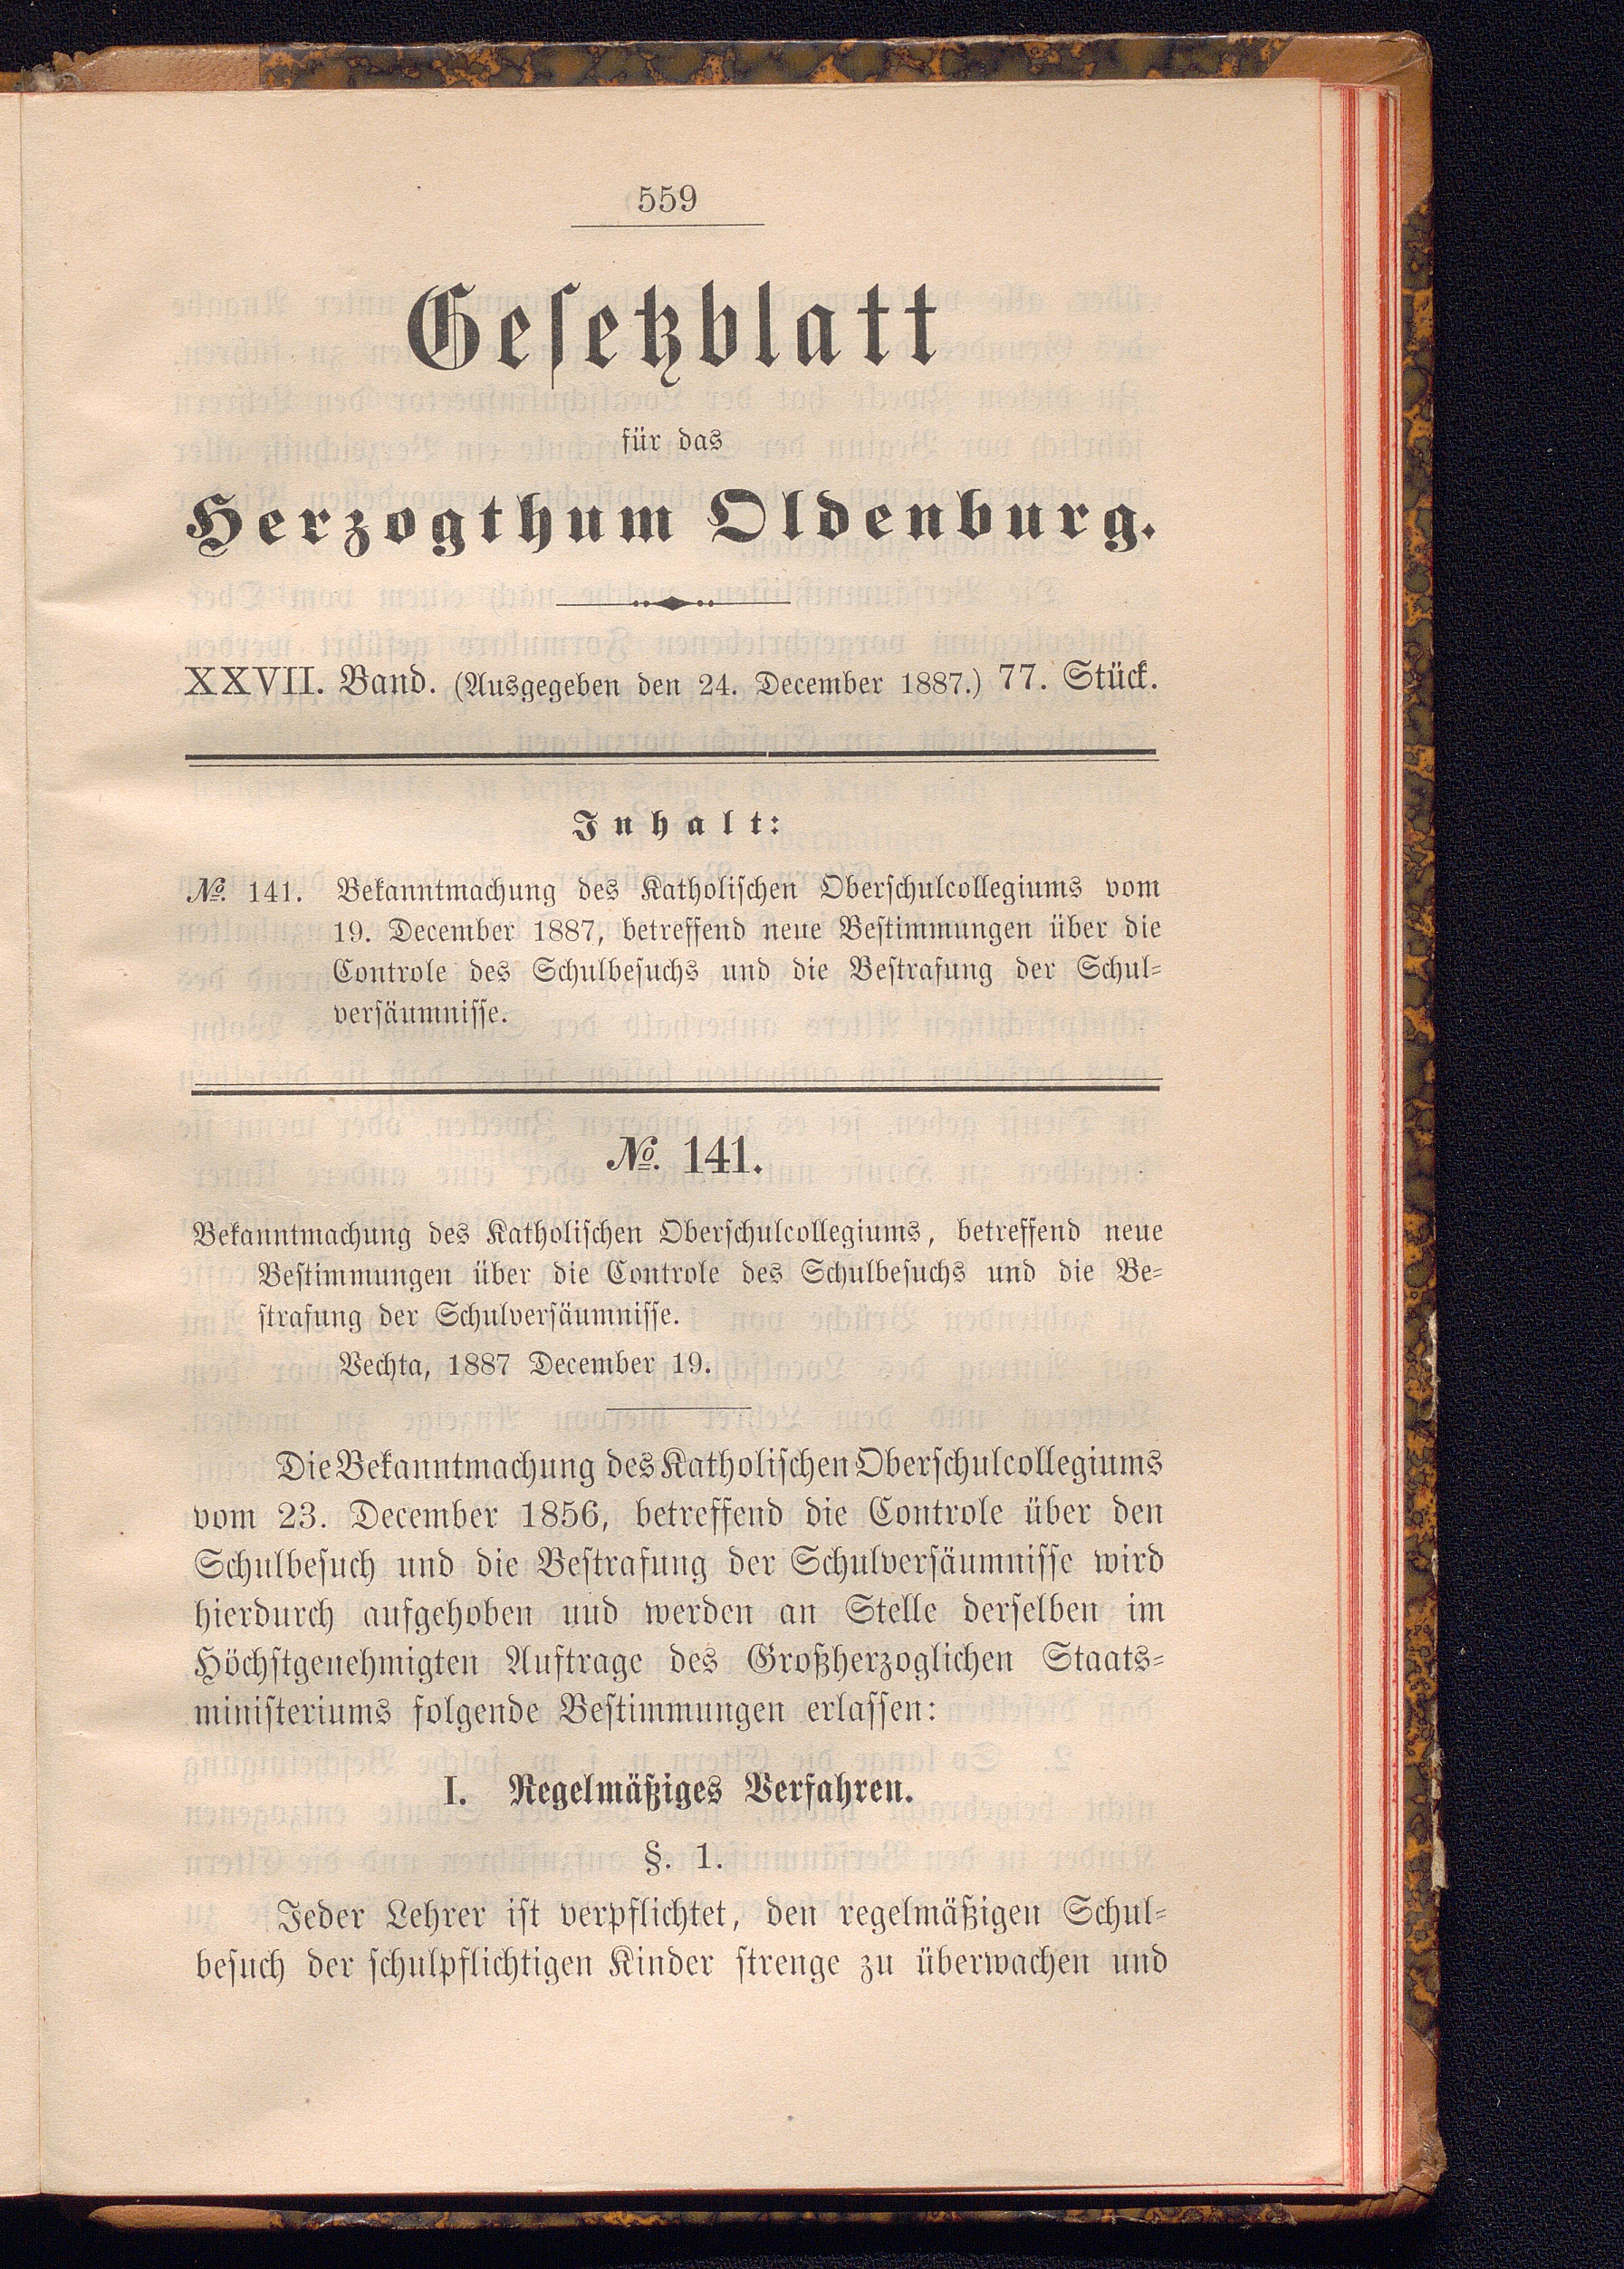 559
Gesetzblatt
für das
Herzogthum Oldenburg.
XXVII. Band. (Ausgegeben den 24. December 1887.) 77. Stück.
Inhalt:
№. 141. Bekanntmachung des Katholischen Oberschulcollegiums vom
19. December 1887, betreffend neue Bestimmungen über die
Controle des Schulbesuchs und die Bestrafung der Schul-
versäumnisse.
№. 141.
Bekanntmachung des Katholischen Oberschulcollegiums, betreffend neue
Bestimmungen über die Controle des Schulbesuchs und die Be-
strafung der Schulversäumnisse.
Vechta, 1887 December 19.
Die Bekanntmachung des Katholischen Oberschulcollegiums
vom 23. December 1856, betreffend die Controle über den
Schulbesuch und die Bestrafung der Schulversäumnisse wird
hierdurch aufgehoben und werden an Stelle derselben im
Höchstgenehmigten Auftrage des Großherzoglichen Staats-
ministeriums folgende Bestimmungen erlassen:
I. Regelmäßiges Verfahren.
§. 1.
Jeder Lehrer ist verpflichtet, den regelmäßigen Schul-
besuch der schulpflichtigen Kinder strenge zu überwachen und